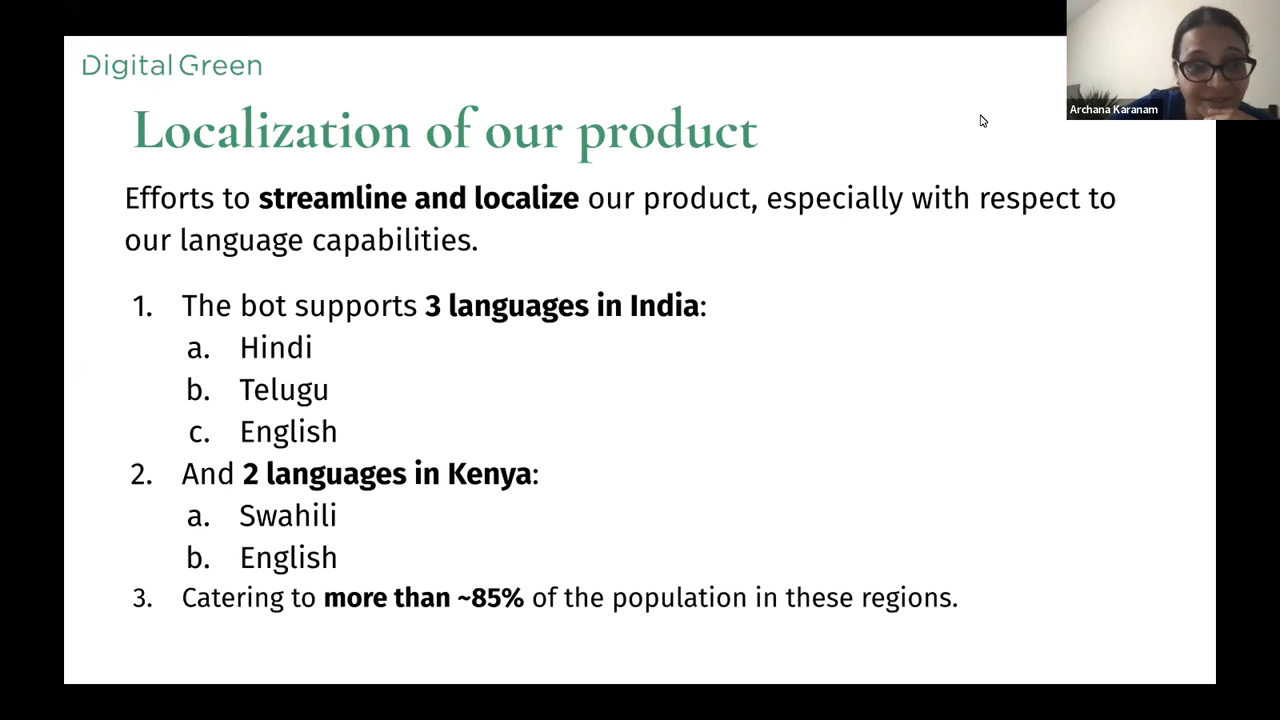 Digital Green
Archana Karanam
Localization of our product
Efforts to streamline and localize our product, especially with respect to
our language capabilities.
1. The bot supports 3 languages in India:
a. Hindi
b. Telugu
c. English
2. And 2 languages in Kenya:
a. Swahili
b. English
3. Catering to more than ~85% of the population in these regions.